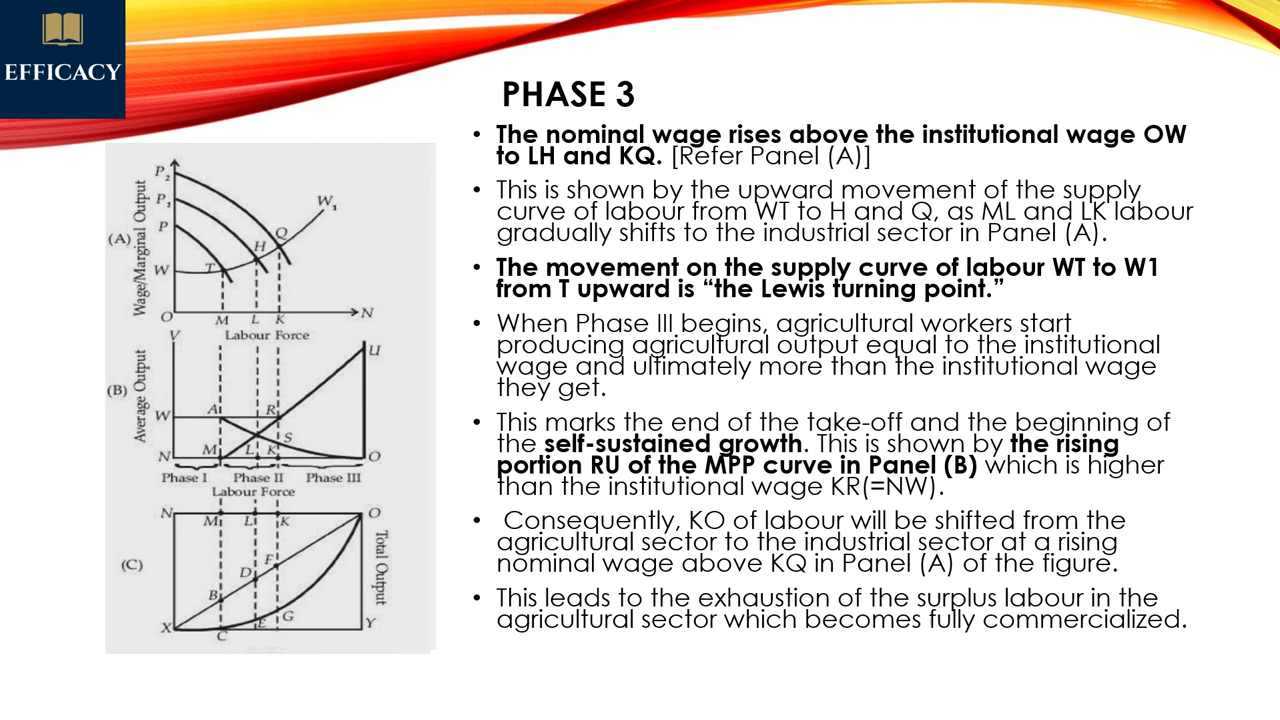 EFFICACY
PHASE 3
• The nominal wage rises above the institutional wage OW
to LH and KQ. [Refer Panel (A)]
• This is shown by the upward movement of the supply
curve of labour from WT to H and Q, as ML and LK labour
gradually shifts to the industrial sector in Panel (A).
• The movement on the supply curve of labour WT to W1
from T upward is “the Lewis turning point.”
• When Phase III begins, agricultural workers start
producing agricultural output equal to the institutional
wage and ultimately more than the institutional wage
they get.
• This marks the end of the take-off and the beginning of
the self-sustained growth. This is shown by the rising
portion RU of the MPP curve in Panel (B) which is higher
than the institutional wage KR(=NW).
• Consequently, KO of labour will be shifted from the
agricultural sector to the industrial sector at a rising
nominal wage above KQ in Panel (A) of the figure.
• This leads to the exhaustion of the surplus labour in the
agricultural sector which becomes fully commercialized.
(A)
Wage/Marginal Output
P2
P1
P
W
O
T
H
Q
W1
M L K
N
Labour Force
(B)
Average Output
V
W
N
A
R
S
U
M L K O
Phase I Phase II Phase III
Labour Force
(C)
N M L K O
Total Output
B
D
F
X C E G Y